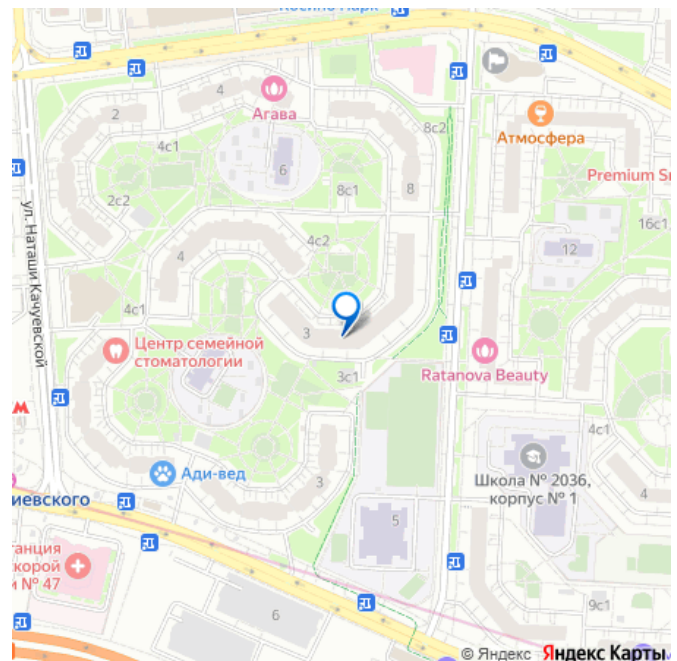 Косино Парк
4
Агава
2
8с2
Атмосфера
6
Premium
2с2
8с1
8
16с1
ул. Наташи Качуевской
4
4с2
12
4с1
3
Центр семейной
стоматологии
3с1
Ratanova Beauty
4с1
Школа № 2036,
корпус № 1
Ади-вед
3
4
иевского
5
танция
скорой
и № 47
9с1
6
© Яндекс Яндекс Карты